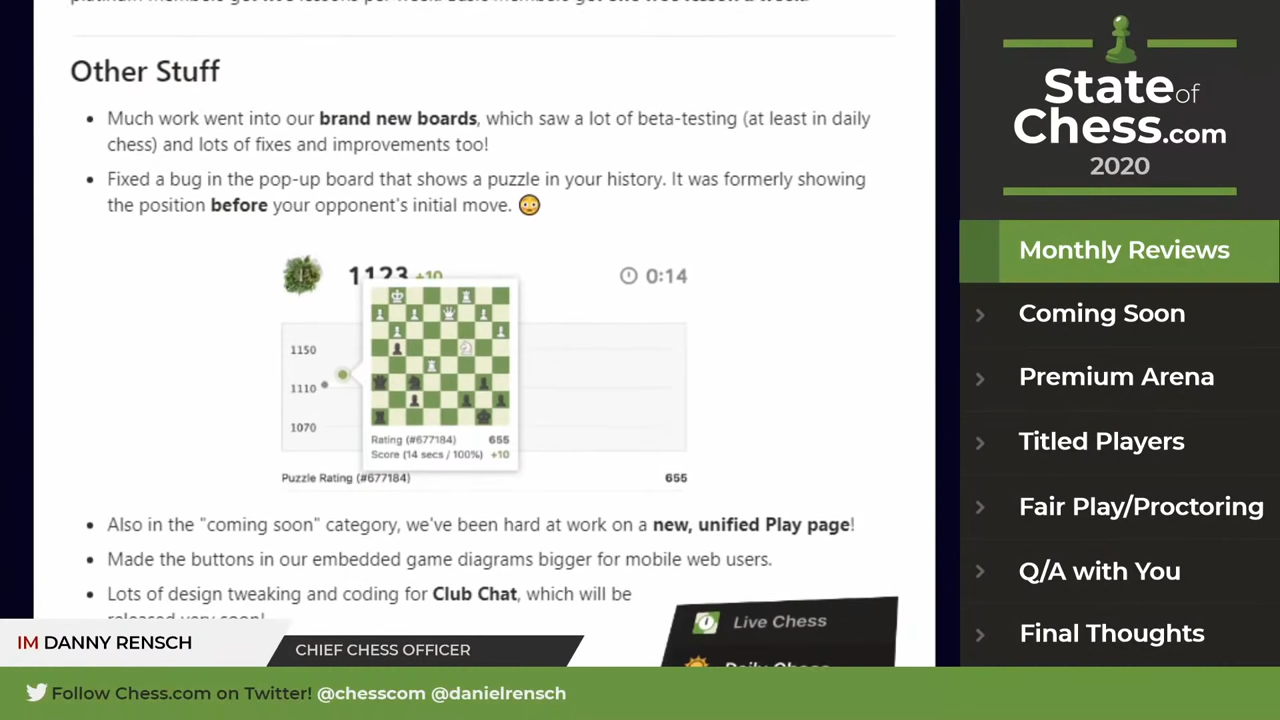 Other Stuff
Much work went into our brand new boards, which saw a lot of beta-testing (at least in daily
chess) and lots of fixes and improvements too!
Fixed a bug in the pop-up board that shows a puzzle in your history. It was formerly showing
the position before your opponent's initial move.
1123 +10
0:14
1150
1110
1070
Rating (#677184) 655
Score (14 secs / 100%) +10
Puzzle Rating (#677184) 655
Also in the "coming soon" category, we've been hard at work on a new, unified Play page!
Made the buttons in our embedded game diagrams bigger for mobile web users.
Lots of design tweaking and coding for Club Chat, which will be
released very soon!
Live Chess
Daily Chess
IM DANNY RENSCH
CHIEF CHESS OFFICER
Follow Chess.com on Twitter! @chesscom @danielrensch
State of
Chess.com
2020
Monthly Reviews
Coming Soon
Premium Arena
Titled Players
Fair Play/Proctoring
Q/A with You
Final Thoughts